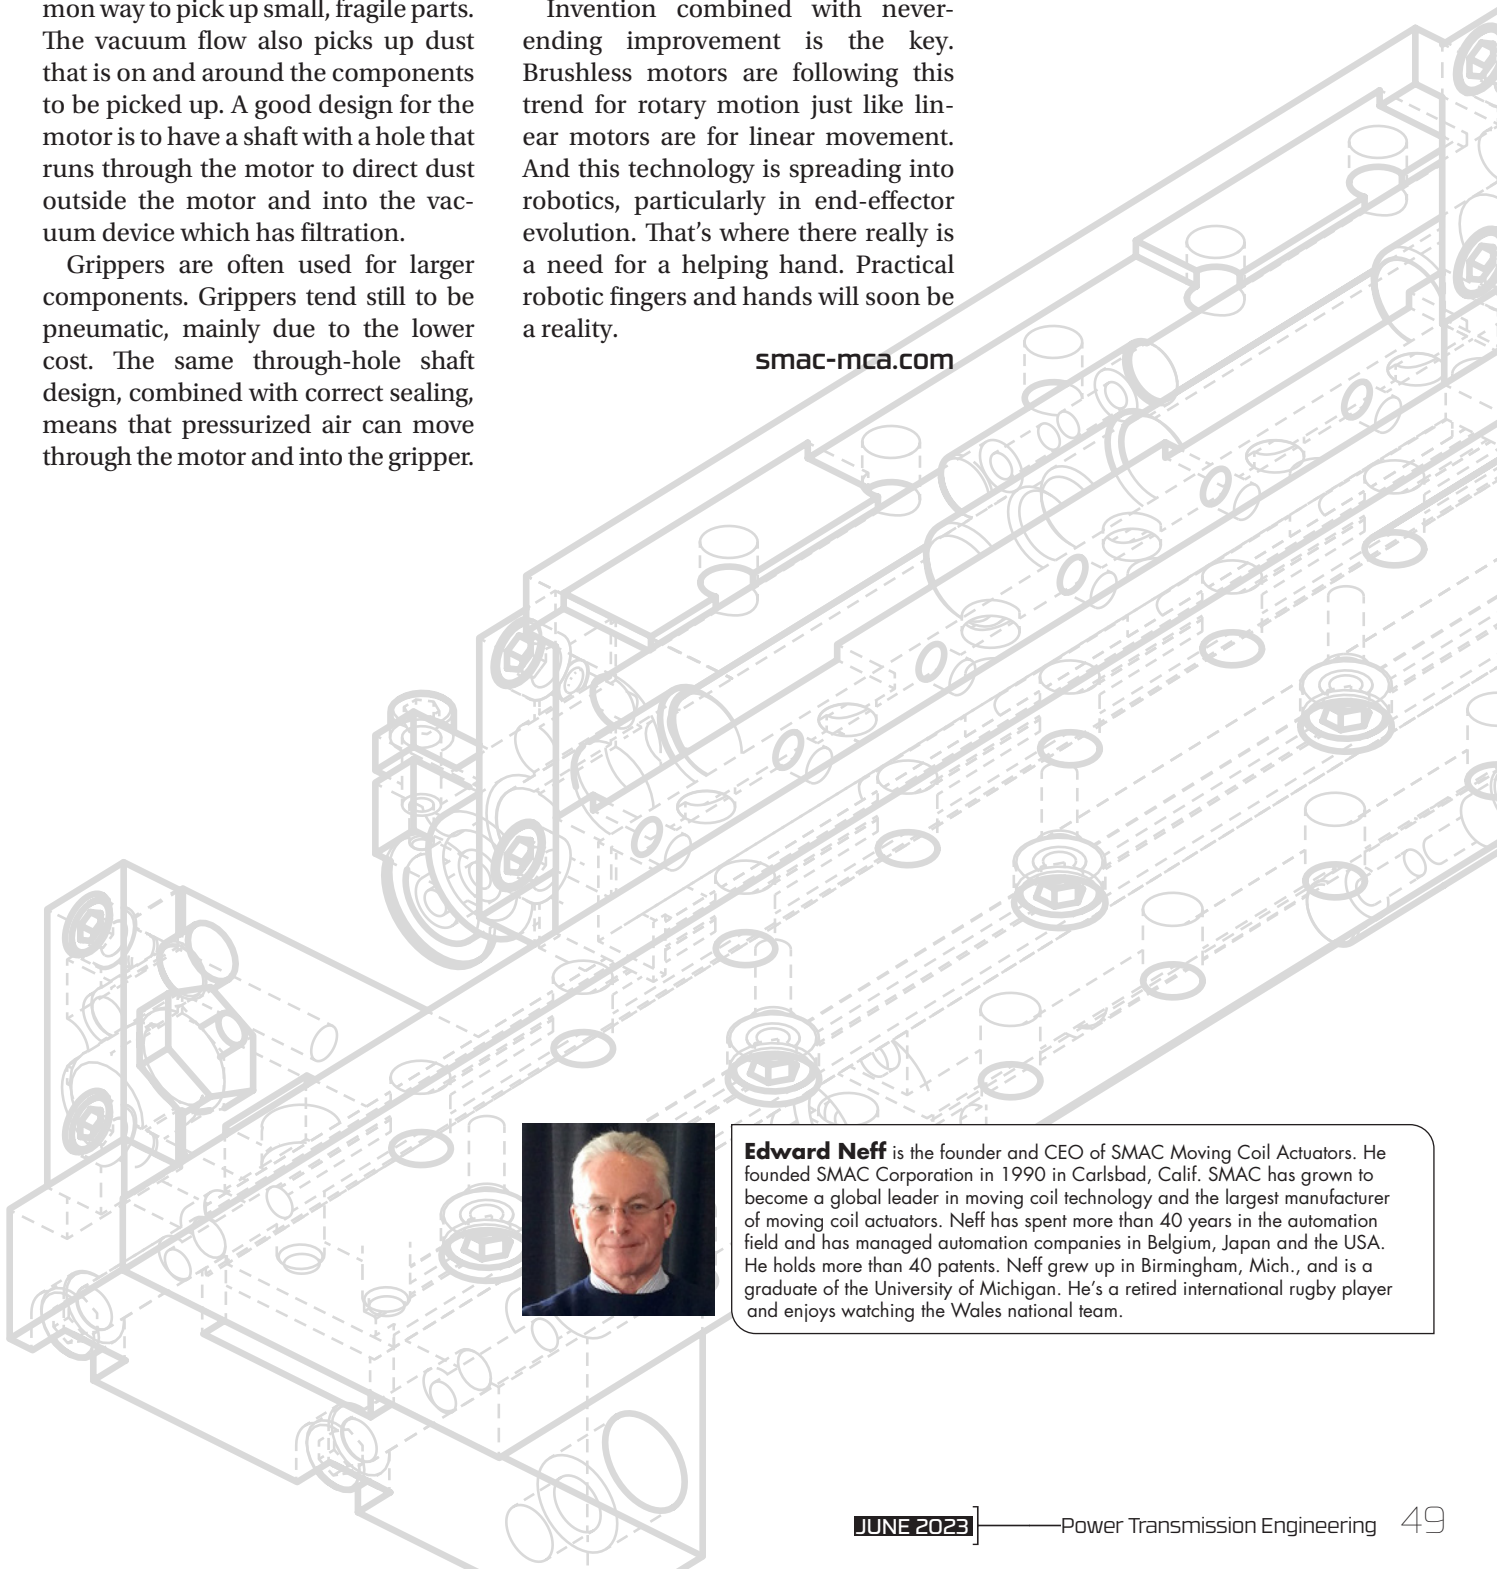 mon way to pick up small, fragile parts.
The vacuum flow also picks up dust
that is on and around the components
to be picked up. A good design for the
motor is to have a shaft with a hole that
runs through the motor to direct dust
outside the motor and into the vac-
uum device which has filtration.
Grippers are often used for larger
components. Grippers tend still to be
pneumatic, mainly due to the lower
cost. The same through-hole shaft
design, combined with correct sealing,
means that pressurized air can move
through the motor and into the gripper.
Invention combined with never-
ending improvement is the key.
Brushless motors are following this
trend for rotary motion just like lin-
ear motors are for linear movement.
And this technology is spreading into
robotics, particularly in end-effector
evolution. That's where there really is
a need for a helping hand. Practical
robotic fingers and hands will soon be
a reality.
smac-mca.com
Edward Neff is the founder and CEO of SMAC Moving Coil Actuators. He
founded SMAC Corporation in 1990 in Carlsbad, Calif. SMAC has grown to
become a global leader in moving coil technology and the largest manufacturer
of moving coil actuators. Neff has spent more than 40 years in the automation
field and has managed automation companies in Belgium, Japan and the USA.
He holds more than 40 patents. Neff grew up in Birmingham, Mich., and is a
graduate of the University of Michigan. He's a retired international rugby player
and enjoys watching the Wales national team.
JUNE 2023 Power Transmission Engineering 49